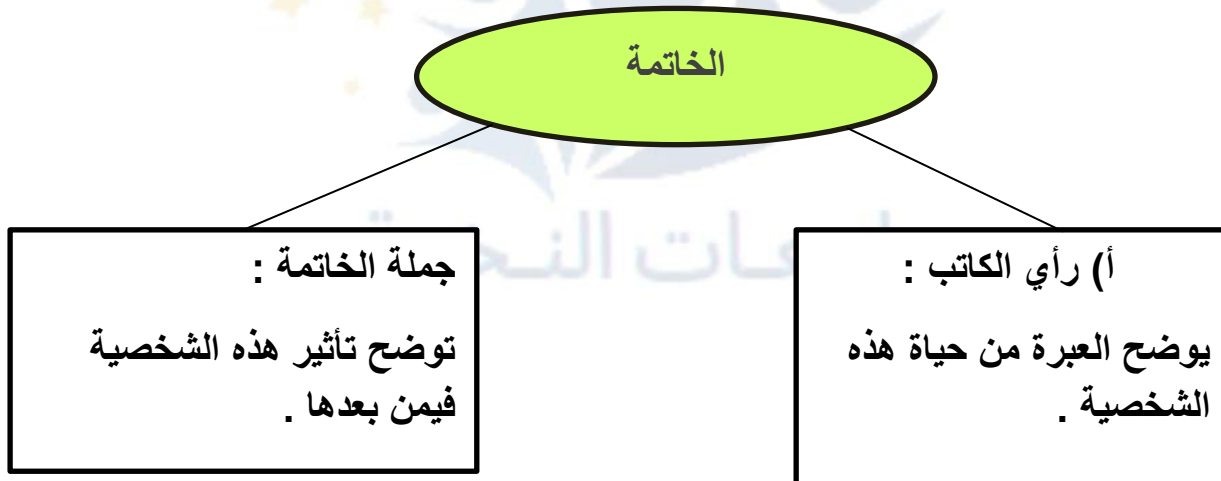 الخاتمة
أ) رأي الكاتب :
يوضح العبرة من حياة هذه
الشخصية .
جملة الخاتمة :
توضح تأثير هذه الشخصية
فيمن بعدها .